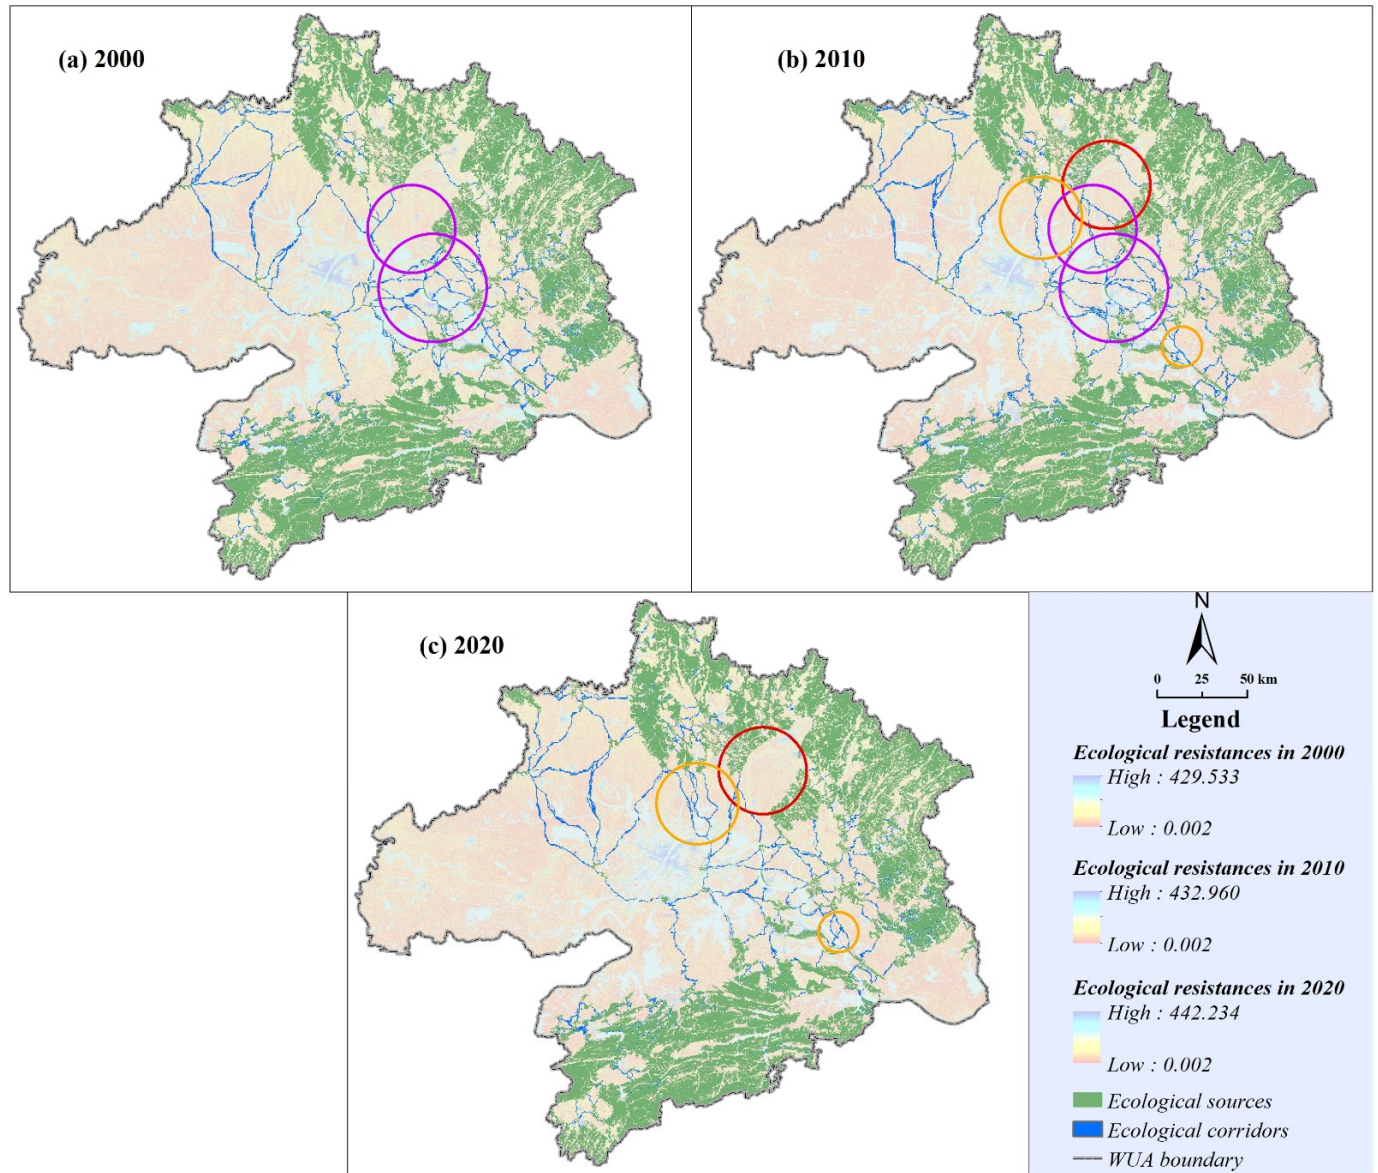 (a) 2000
(b) 2010
(c) 2020
N
0 25 50 km
Legend
Ecological resistances in 2000
High : 429.533
Low : 0.002
Ecological resistances in 2010
High : 432.960
Low : 0.002
Ecological resistances in 2020
High : 442.234
Low : 0.002
Ecological sources
Ecological corridors
WUA boundary